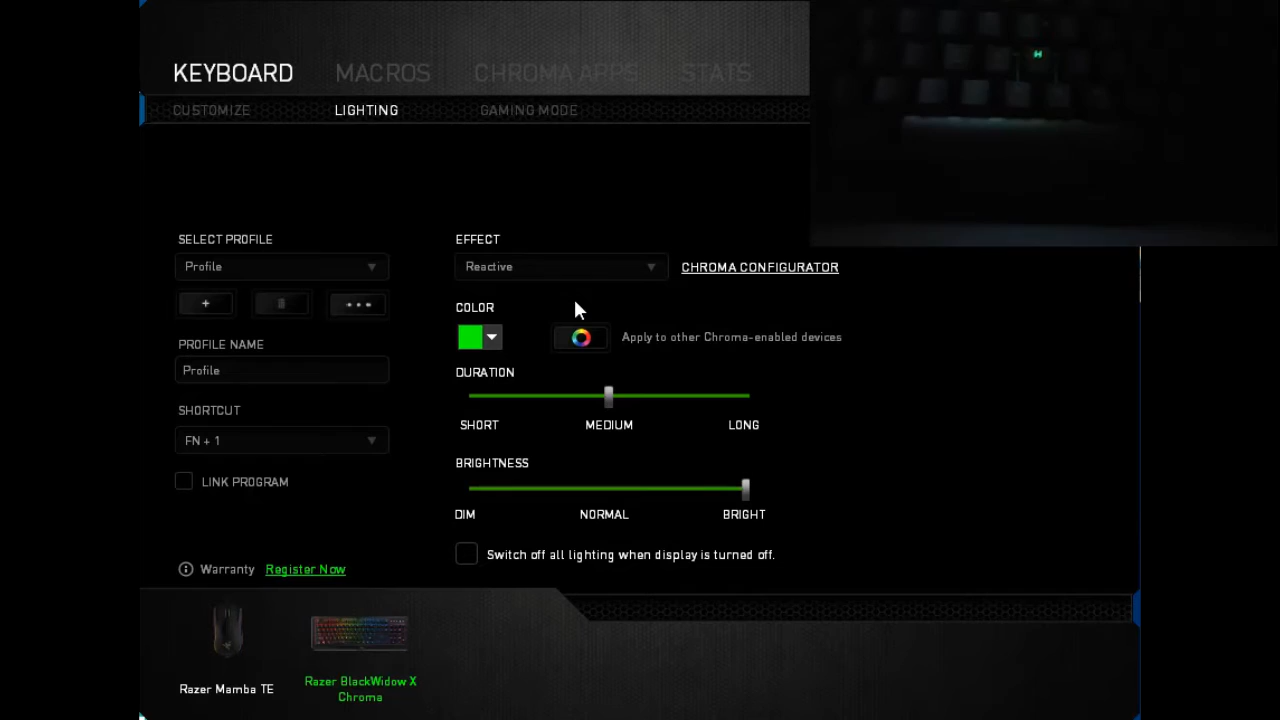 KEYBOARD MACROS CHROMA APPS STATS
CUSTOMIZE LIGHTING GAMING MODE
SELECT PROFILE
Profile
+
PROFILE NAME
Profile
SHORTCUT
FN + 1
LINK PROGRAM
Warranty Register Now
EFFECT
Reactive
CHROMA CONFIGURATOR
COLOR
Apply to other Chroma-enabled devices
DURATION
SHORT MEDIUM LONG
BRIGHTNESS
DIM NORMAL BRIGHT
Switch off all lighting when display is turned off.
Razer Mamba TE
Razer BlackWidow X
Chroma